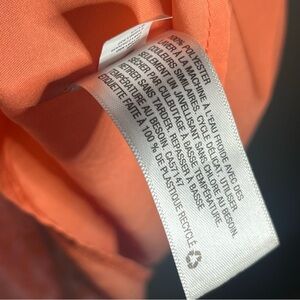 100% POLYESTER
LAVER À LA MACHINE À L'EAU FROIDE AVEC DES
COULEURS SIMILAIRES, CYCLE DÉLICAT. UTILISER
UN JAVELLISANT SANS CHLORE AU BESOIN.
SÉCHER PAR CULBUTAGE À BASSE TEMPÉRATURE.
RETIRER SANS TARDER. REPASSER À BASSE
TEMPÉRATURE AU BESOIN. CA57147
ÉTIQUETTE FAITE À 100 %
DE PLASTIQUE RECYCLÉ